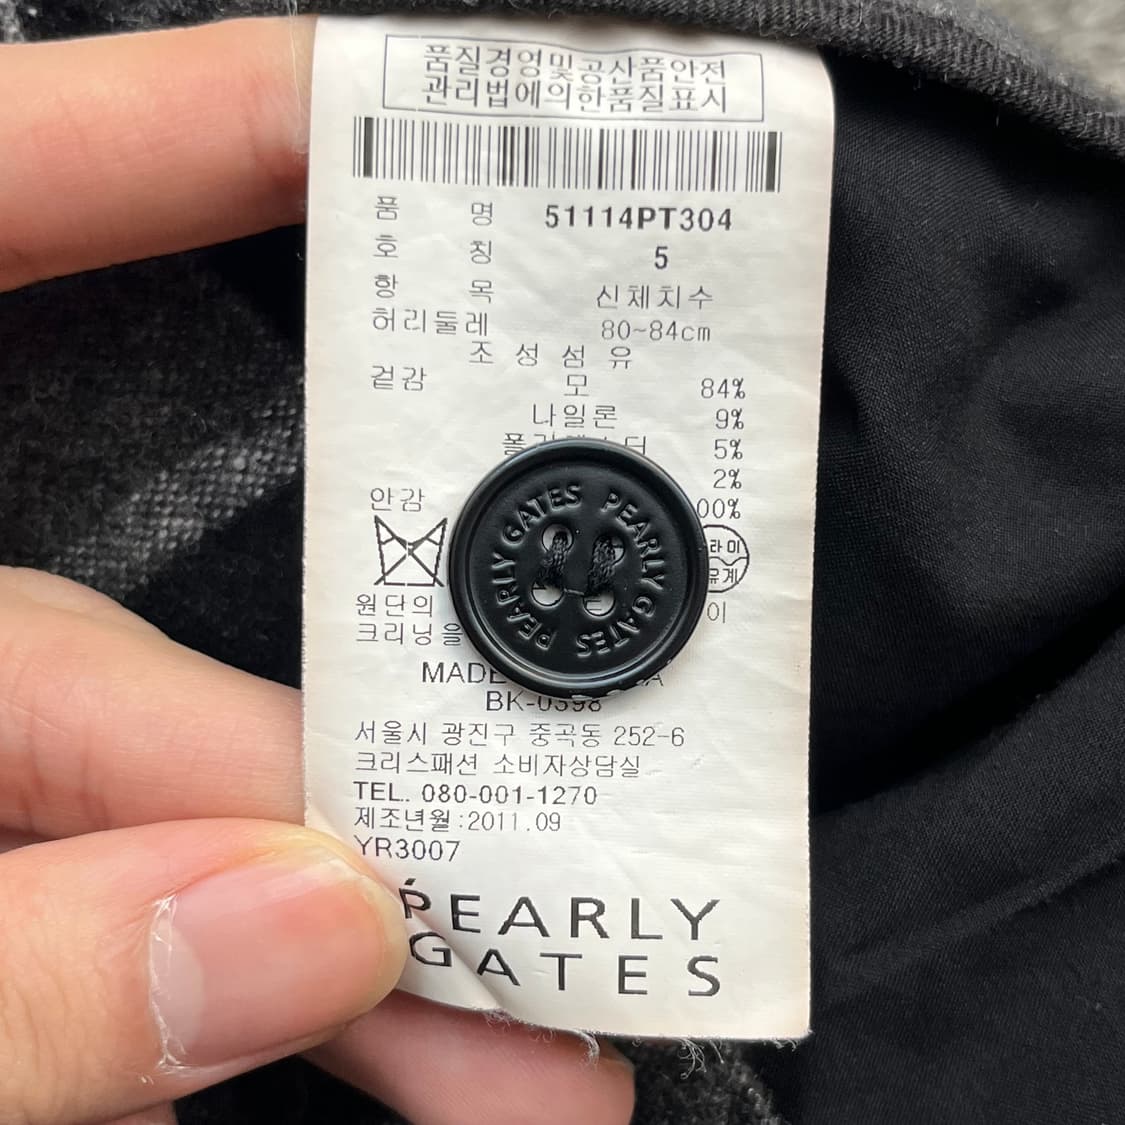 품질경영및공산품안전
관리법에의한품질표시
품 명 51114PT304
호 칭 5
항 목 신체치수
허리둘레 80~84cm
조 성 섬 유
겉감 모 84%
나일론 9%
5%
2%
안감 00%
원단의 이
크리닝을
MADE
BK-0398
서울시 광진구 중곡동 252-6
크리스패션 소비자상담실
TEL. 080-001-1270
제조년월:2011.09
YR3007
PEARLY
GATES
PEARLY GATES PEARLY GATES